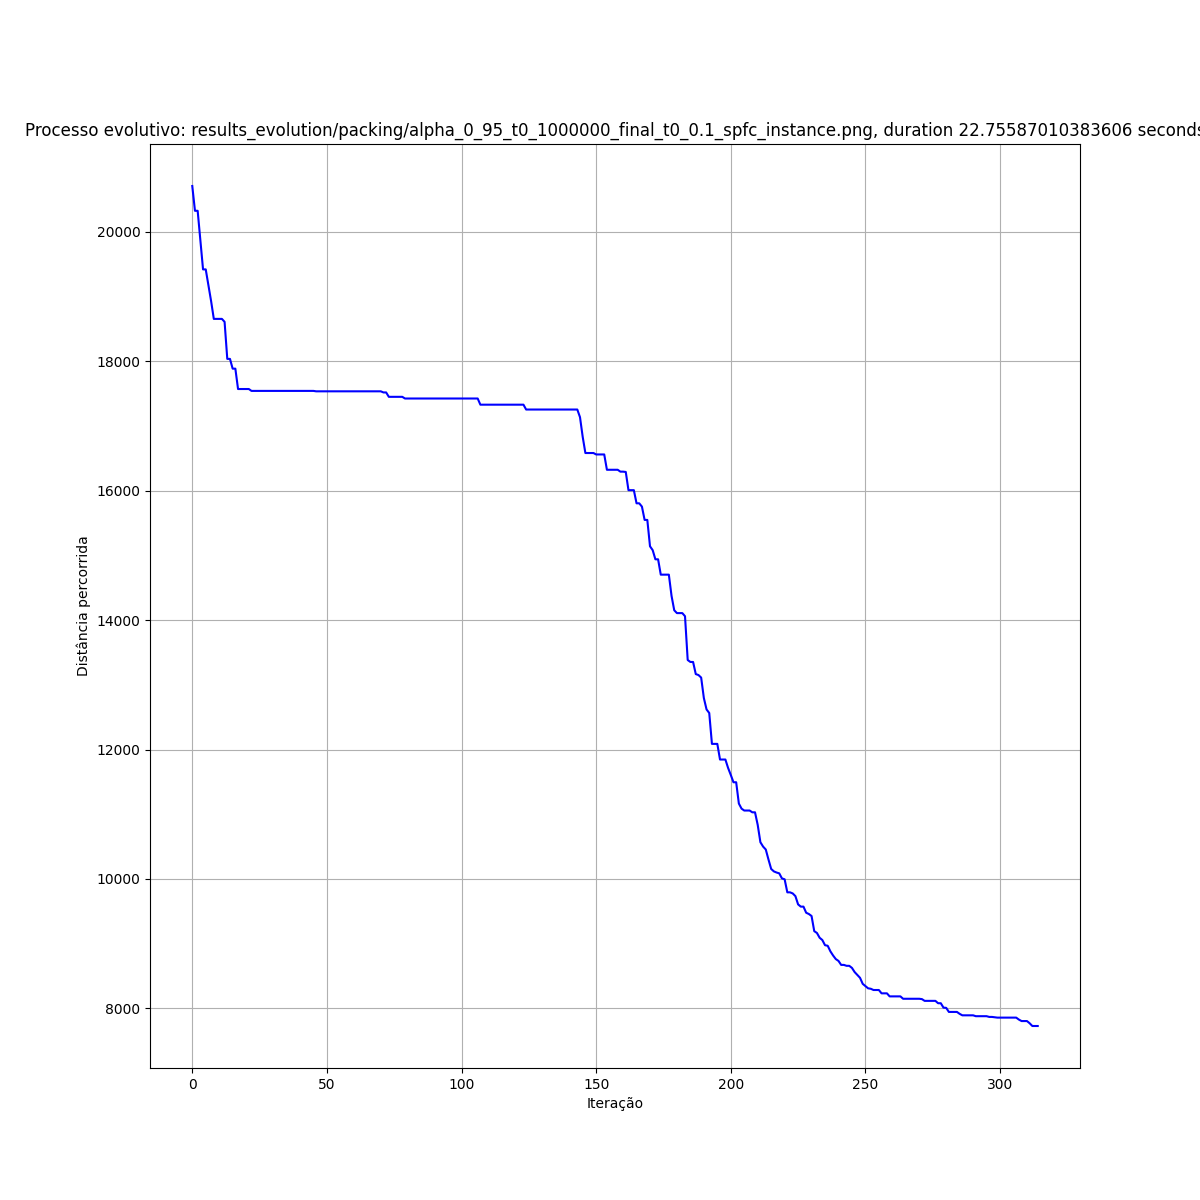 Processo evolutivo: results_evolution/packing/alpha_0_95_t0_1000000_final_t0_0.1_spfc_instance.png, duration 22.75587010383606 seconds
20000
18000
16000
14000
12000
10000
8000
Distância percorrida
0 50 100 150 200 250 300
Iteração